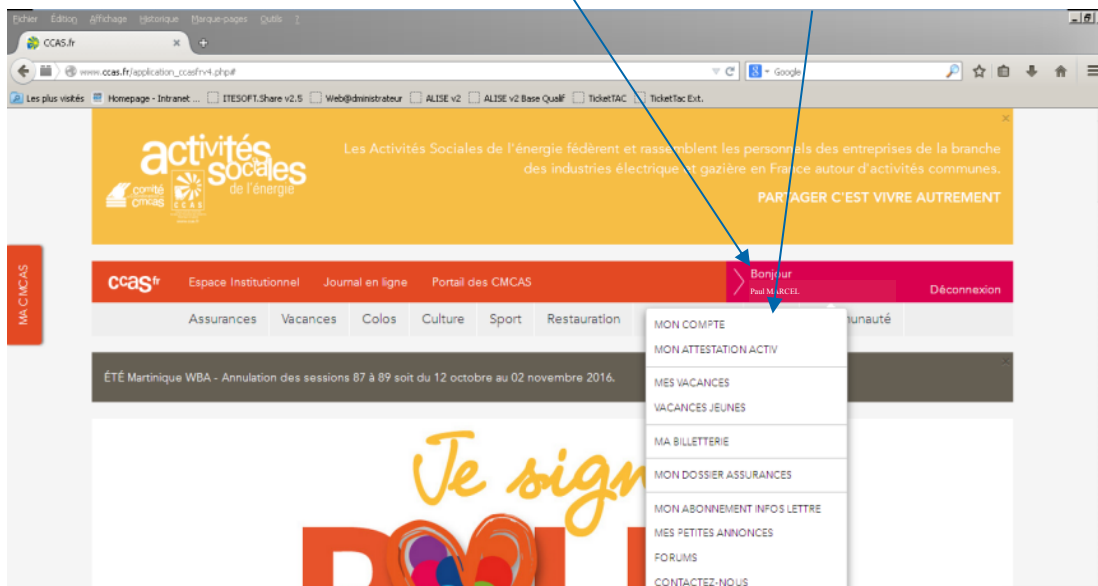 Fichier Édition Affichage Historique Marque-pages Outils ?
CCAS.fr
www.ccas.fr/application_ccasfrv4.php#
Google
Les plus visités Homepage - Intranet ... ITESOFT.Share v2.5 Web@dministrateur ALISE v2 ALISE v2 Base Qualif TicketTAC TicketTac Ext.
activités
sociales
de l'énergie
comité
cmcas
CCAS
Les Activités Sociales de l'énergie fédèrent et rassemblent les personnels des entreprises de la branche
des industries électrique et gazière en France autour d'activités communes.
PARTAGER C'EST VIVRE AUTREMENT
MA CMCAS
ccasfr Espace Institutionnel Journal en ligne Portail des CMCAS
Bonjour
Paul MARCEL
Déconnexion
Assurances Vacances Colos Culture Sport Restauration unauté
MON COMPTE
MON ATTESTATION ACTIV
MES VACANCES
VACANCES JEUNES
MA BILLETTERIE
MON DOSSIER ASSURANCES
MON ABONNEMENT INFOS LETTRE
MES PETITES ANNONCES
FORUMS
CONTACTEZ-NOUS
ÉTÉ Martinique WBA - Annulation des sessions 87 à 89 soit du 12 octobre au 02 novembre 2016.
Je sign